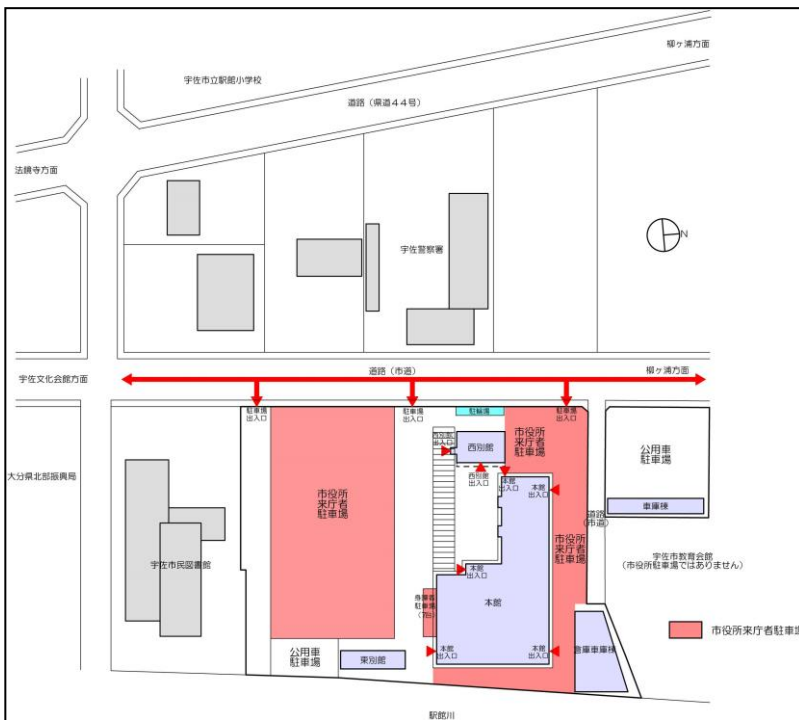 柳ヶ浦方面
宇佐市立駅館小学校
道路（県道４４号）
法鏡寺方面
宇佐警察署
N
宇佐文化会館方面
道路（市道）
柳ヶ浦方面
駐車場
出入口
駐車場
出入口
駐輪場
駐車場
出入口
西別館
市役所
来庁者
駐車場
公用車
駐車場
大分県北部振興局
西別館
出入口
本館
出入口
本館
出入口
車庫棟
市役所
来庁者
駐車場
道路
（市道）
市役所
来庁者
駐車場
宇佐市民図書館
宇佐市教育会館
（市役所駐車場ではありません）
本館
出入口
本館
駐車場
（7台）
市役所来庁者駐車場
公用車
駐車場
東別館
本館
出入口
本館
出入口
倉庫車庫棟
駅館川